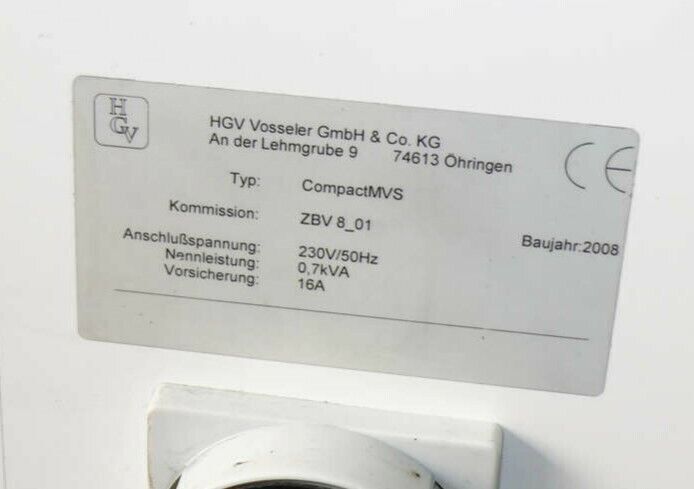 HGV
HGV Vosseler GmbH & Co. KG
An der Lehmgrube 9 74613 Öhringen
CE
Typ: CompactMVS
Kommission: ZBV 8_01
Baujahr:2008
Anschlußspannung: 230V/50Hz
Nennleistung: 0,7kVA
Vorsicherung: 16A